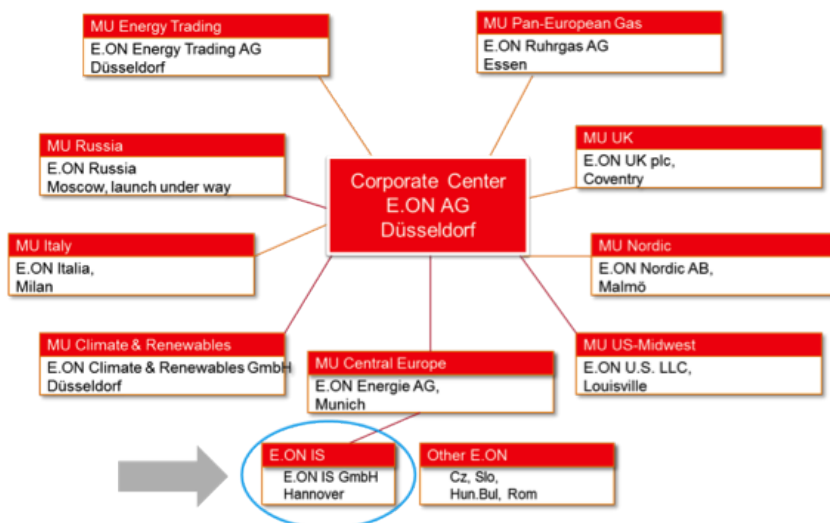 MU Energy Trading
E.ON Energy Trading AG
Düsseldorf
MU Pan-European Gas
E.ON Ruhrgas AG
Essen
MU Russia
E.ON Russia
Moscow, launch under way
Corporate Center
E.ON AG
Düsseldorf
MU UK
E.ON UK plc,
Coventry
MU Italy
E.ON Italia,
Milan
MU Nordic
E.ON Nordic AB,
Malmö
MU Climate & Renewables
E.ON Climate & Renewables GmbH
Düsseldorf
MU Central Europe
E.ON Energie AG,
Munich
MU US-Midwest
E.ON U.S. LLC,
Louisville
E.ON IS
E.ON IS GmbH
Hannover
Other E.ON
Cz, Slo,
Hun.Bul, Rom